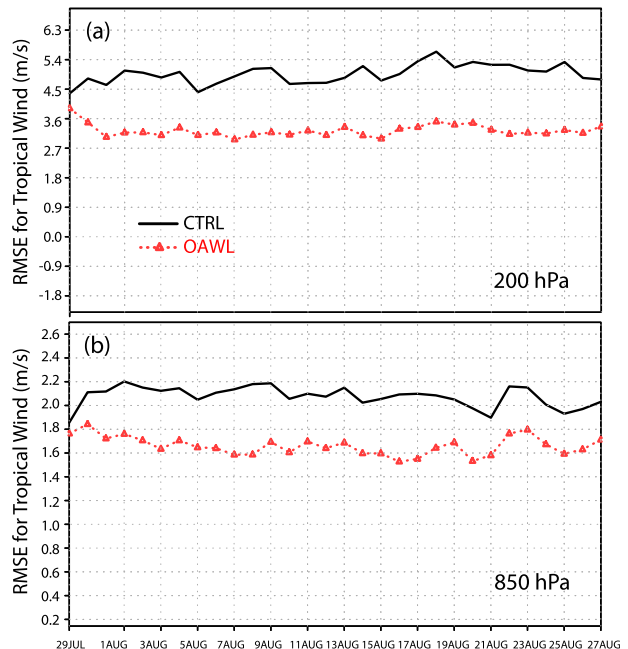 (a)
RMSE for Tropical Wind (m/s)
6.3
5.4
4.5
3.6
2.7
1.8
0.9
0.0
-0.9
-1.8
CTRL
OAWL
200 hPa
(b)
RMSE for Tropical Wind (m/s)
2.6
2.4
2.2
2.0
1.8
1.6
1.4
1.2
1.0
0.8
0.6
0.4
0.2
850 hPa
29JUL 1AUG 3AUG 5AUG 7AUG 9AUG 11AUG 13AUG 15AUG 17AUG 19AUG 21AUG 23AUG 25AUG 27AUG